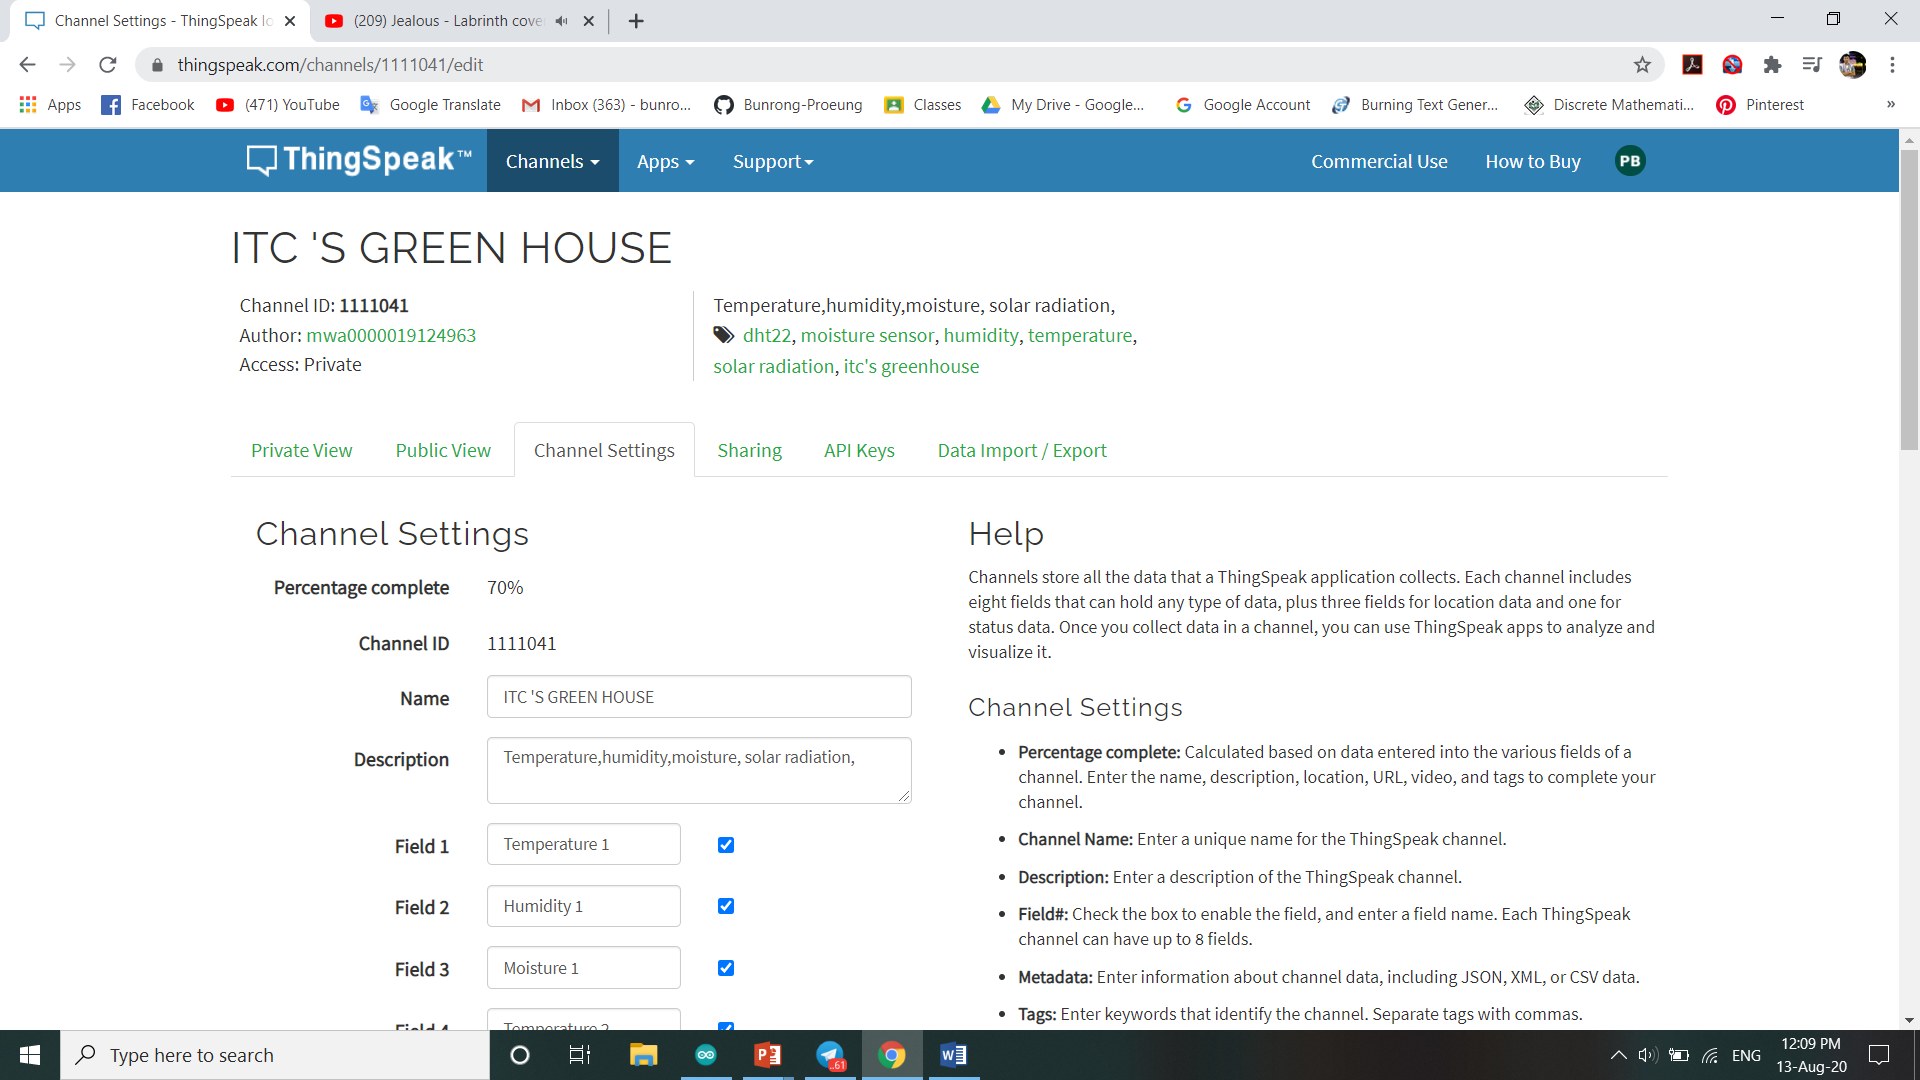 Channel Settings - ThingSpeak Io
(209) Jealous - Labrinth cove
thingspeak.com/channels/1111041/edit
Apps
Facebook
(471) YouTube
Google Translate
Inbox (363) - bunro...
Bunrong-Proeung
Classes
My Drive - Google...
Google Account
Burning Text Gener...
Discrete Mathemati...
Pinterest
»
ThingSpeak™
Channels
Apps
Support
Commercial Use
How to Buy
PB
ITC 'S GREEN HOUSE
Channel ID: 1111041
Author: mwa0000019124963
Access: Private
Temperature,humidity,moisture, solar radiation,
dht22, moisture sensor, humidity, temperature,
solar radiation, itc's greenhouse
Private View
Public View
Channel Settings
Sharing
API Keys
Data Import / Export
Channel Settings
Percentage complete 70%
Channel ID 1111041
Name ITC 'S GREEN HOUSE
Description Temperature,humidity,moisture, solar radiation,
Field 1 Temperature 1
Field 2 Humidity 1
Field 3 Moisture 1
Field 4 Temperature 2
Help
Channels store all the data that a ThingSpeak application collects. Each channel includes
eight fields that can hold any type of data, plus three fields for location data and one for
status data. Once you collect data in a channel, you can use ThingSpeak apps to analyze and
visualize it.
Channel Settings
• Percentage complete: Calculated based on data entered into the various fields of a
channel. Enter the name, description, location, URL, video, and tags to complete your
channel.
• Channel Name: Enter a unique name for the ThingSpeak channel.
• Description: Enter a description of the ThingSpeak channel.
• Field#: Check the box to enable the field, and enter a field name. Each ThingSpeak
channel can have up to 8 fields.
• Metadata: Enter information about channel data, including JSON, XML, or CSV data.
• Tags: Enter keywords that identify the channel. Separate tags with commas.
Type here to search
..61
ENG
12:09 PM
13-Aug-20